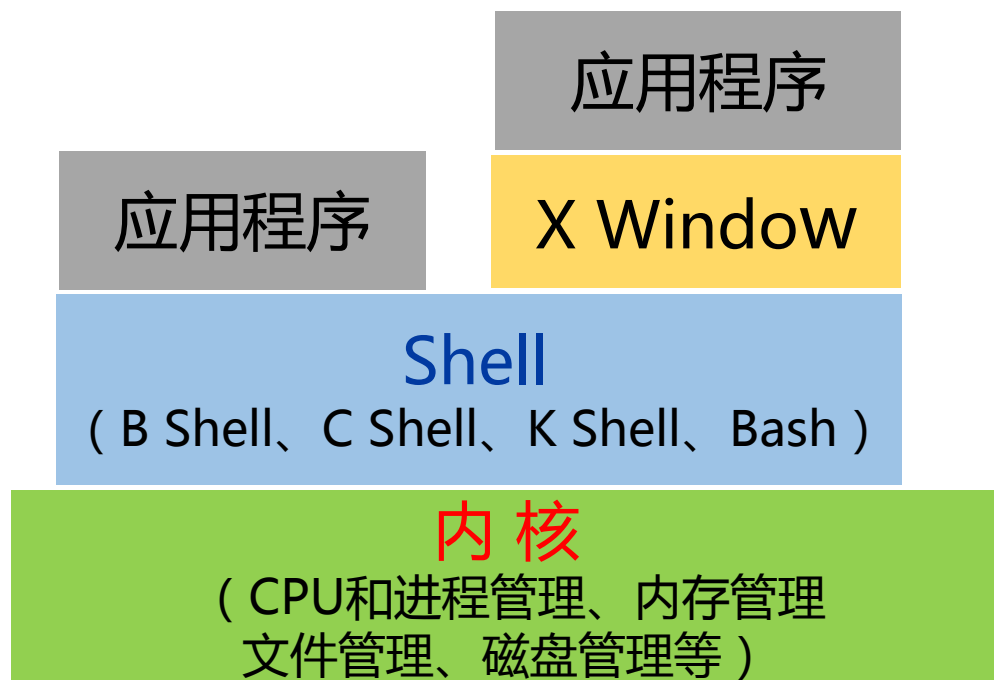 应用程序
应用程序
X Window
Shell
（ B Shell、C Shell、K Shell、Bash ）
内 核
（ CPU和进程管理、内存管理
文件管理、磁盘管理等 ）